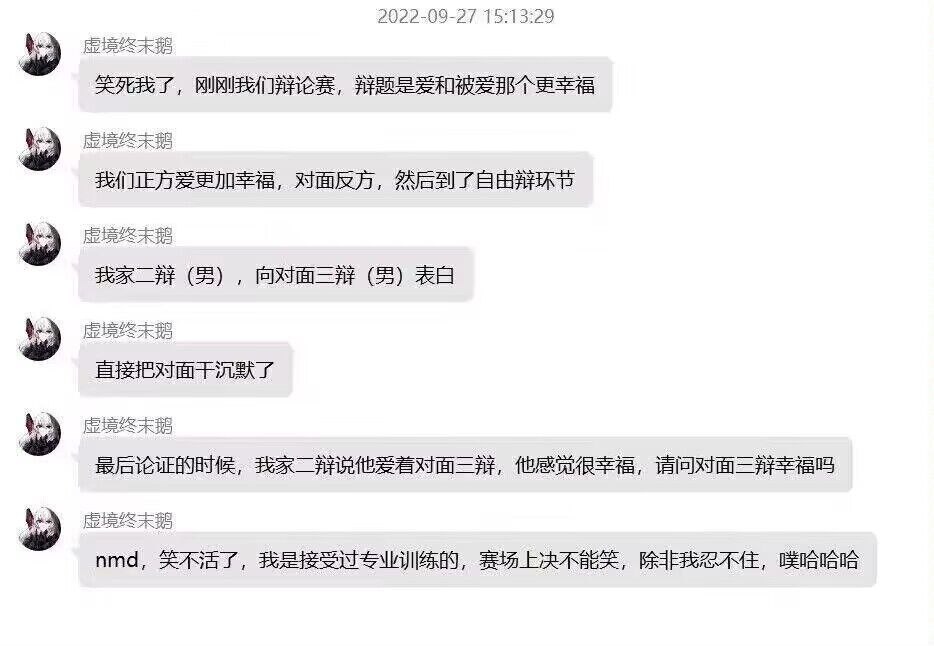 2022-09-27 15:13:29
虚境终末鹅
笑死我了，刚刚我们辩论赛，辩题是爱和被爱那个更幸福
虚境终末鹅
我们正方爱更加幸福，对面反方，然后到了自由辩环节
虚境终末鹅
我家二辩（男），向对面三辩（男）表白
虚境终末鹅
直接把对面干沉默了
虚境终末鹅
最后论证的时候，我家二辩说他爱着对面三辩，他感觉很幸福，请问对面三辩幸福吗
虚境终末鹅
nmd，笑不活了，我是接受过专业训练的，赛场上决不能笑，除非我忍不住，噗哈哈哈